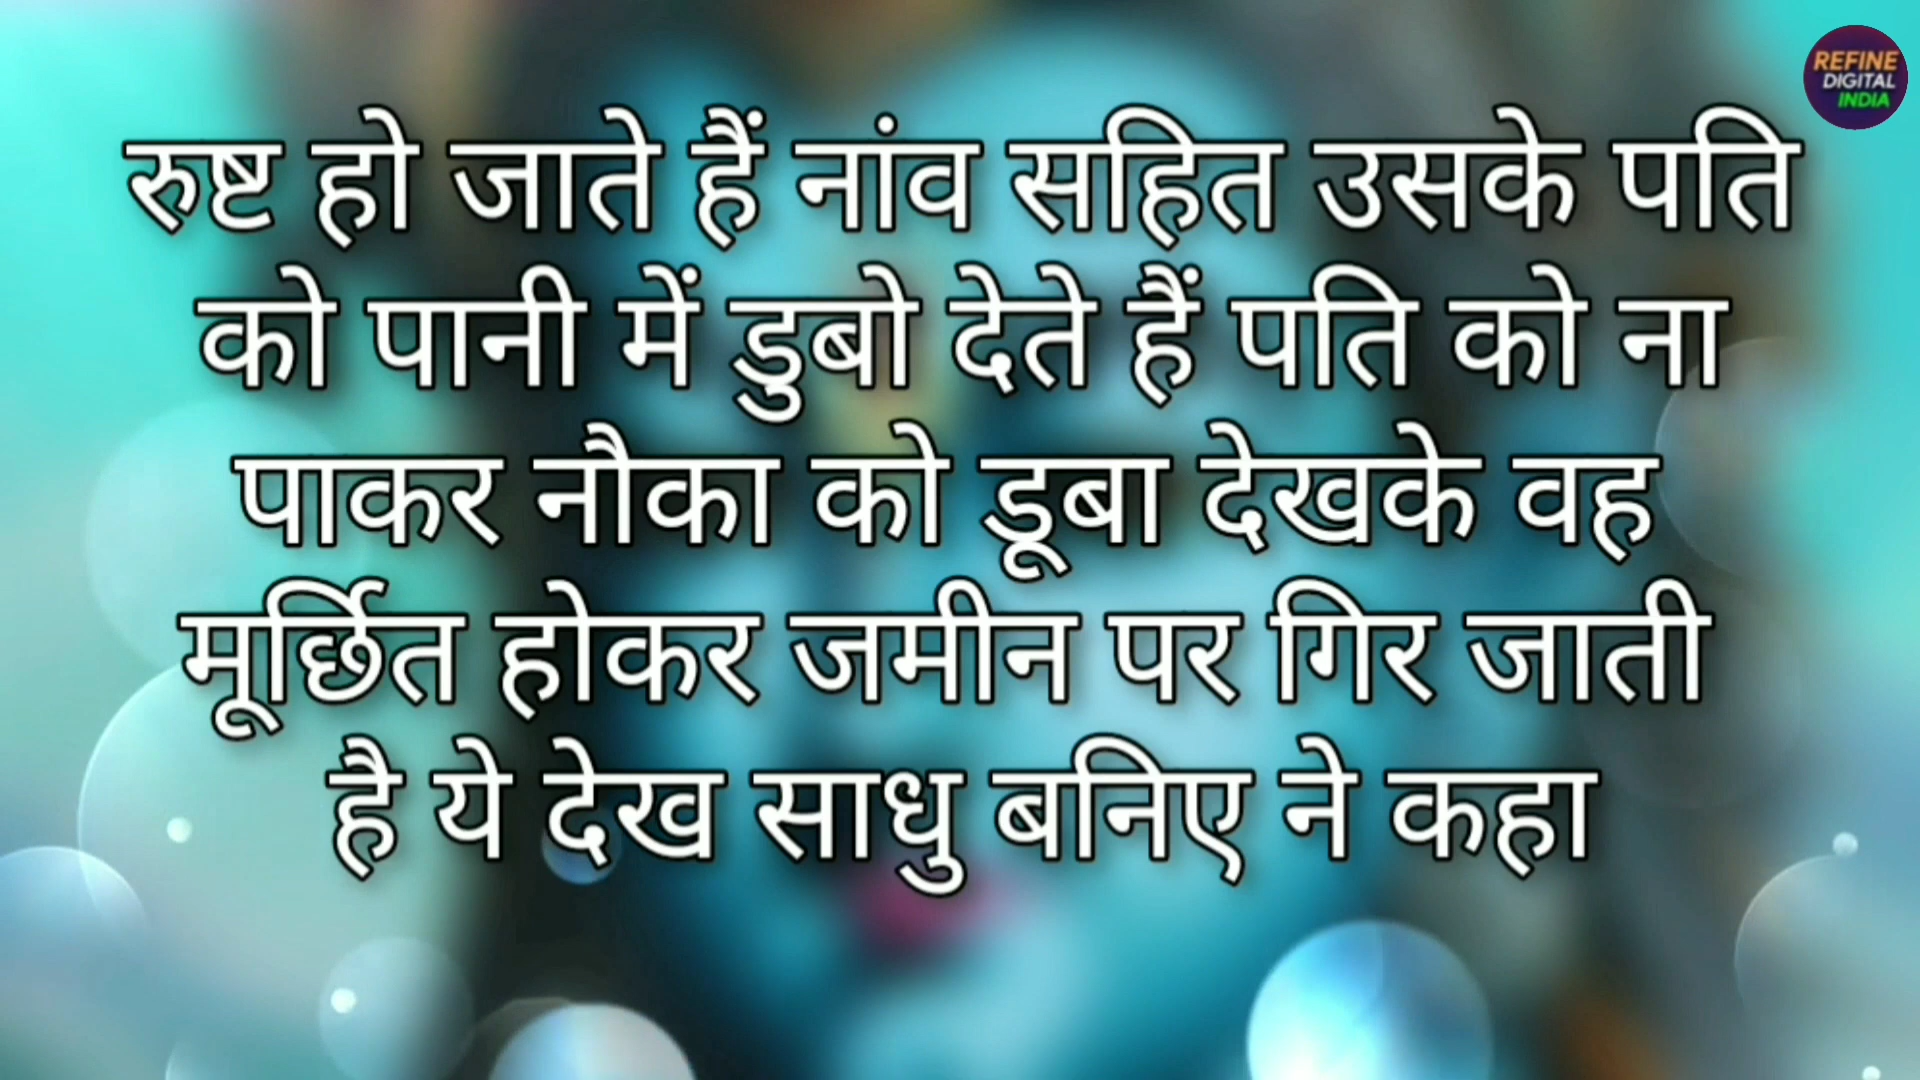 REFINE
DIGITAL
INDIA
रुष्ट हो जाते हैं नांव सहित उसके पति
को पानी में डुबो देते हैं पति को ना
पाकर नौका को डूबा देखके वह
मूर्छित होकर जमीन पर गिर जाती
है ये देख साधु बनिए ने कहा